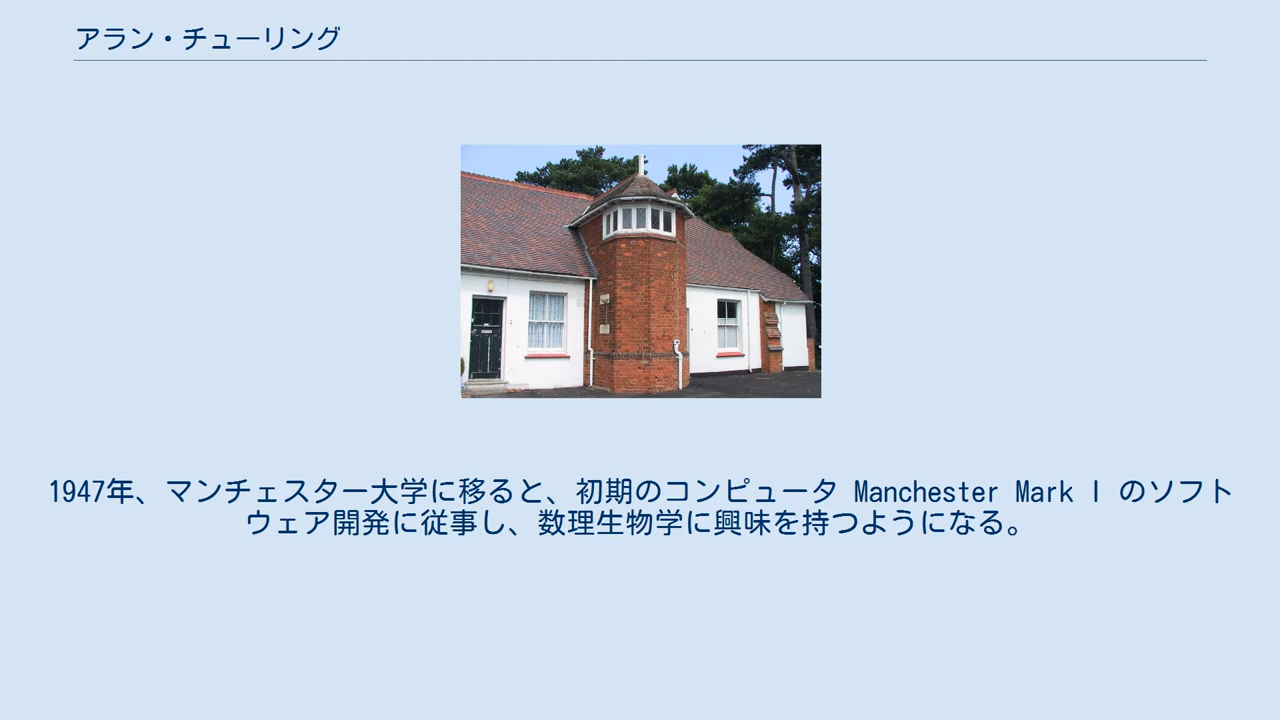 アラン・チューリング
1947年、マンチェスター大学に移ると、初期のコンピュータ Manchester Mark I のソフト
ウェア開発に従事し、数理生物学に興味を持つようになる。